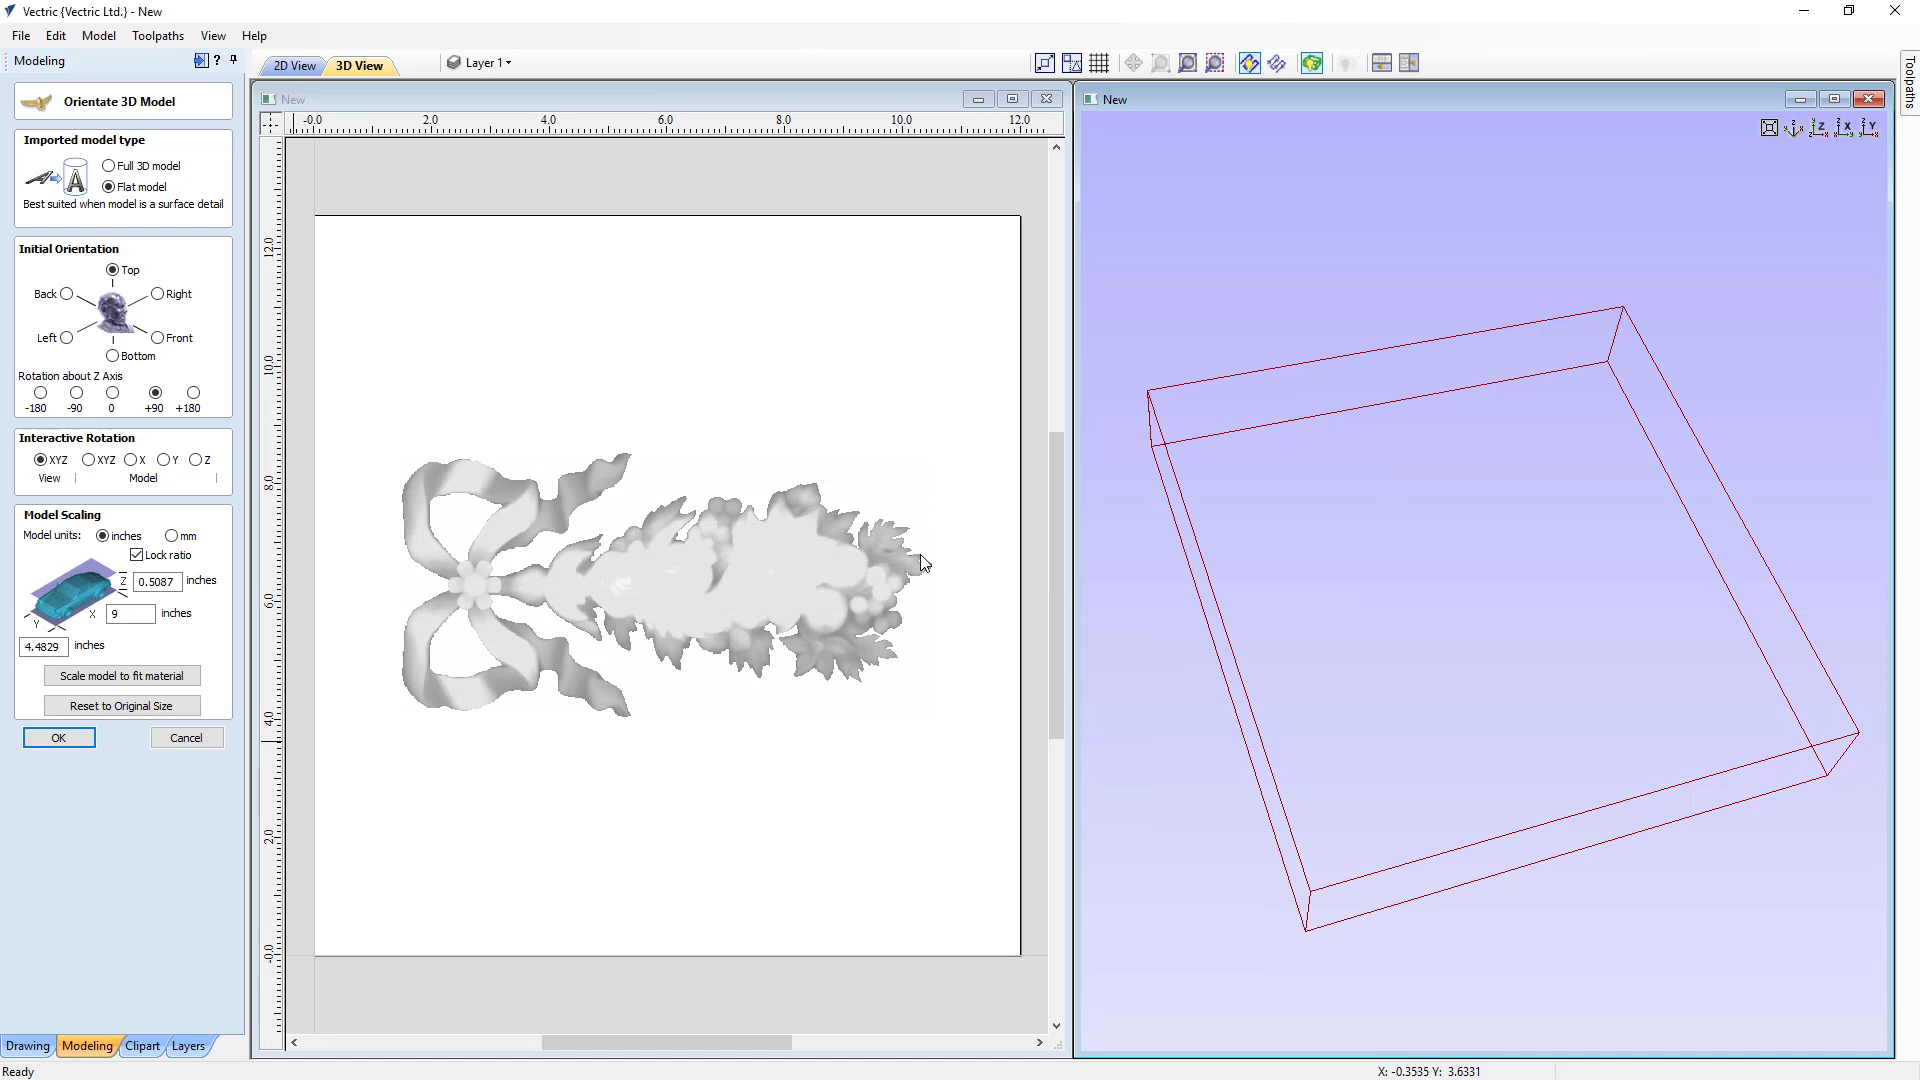 Vectric {Vectric Ltd.} - New
File Edit Model Toolpaths View Help
Modeling
?
2D View 3D View Layer 1
Toolpaths
Orientate 3D Model
Imported model type
Full 3D model
Flat model
Best suited when model is a surface detail
Initial Orientation
Top
Back Right
Left Front
Bottom
Rotation about Z Axis
-180 -90 0 +90 +180
Interactive Rotation
XYZ XYZ X Y Z
View | Model |
Model Scaling
Model units: inches mm
Lock ratio
Z 0.5087 inches
X 9 inches
Y
4.4829 inches
Scale model to fit material
Reset to Original Size
OK Cancel
New
-0.0 2.0 4.0 6.0 8.0 10.0 12.0
12.0
10.0
8.0
6.0
4.0
2.0
-0.0
New
Drawing Modeling Clipart Layers
Ready
X: -0.3535 Y: 3.6331